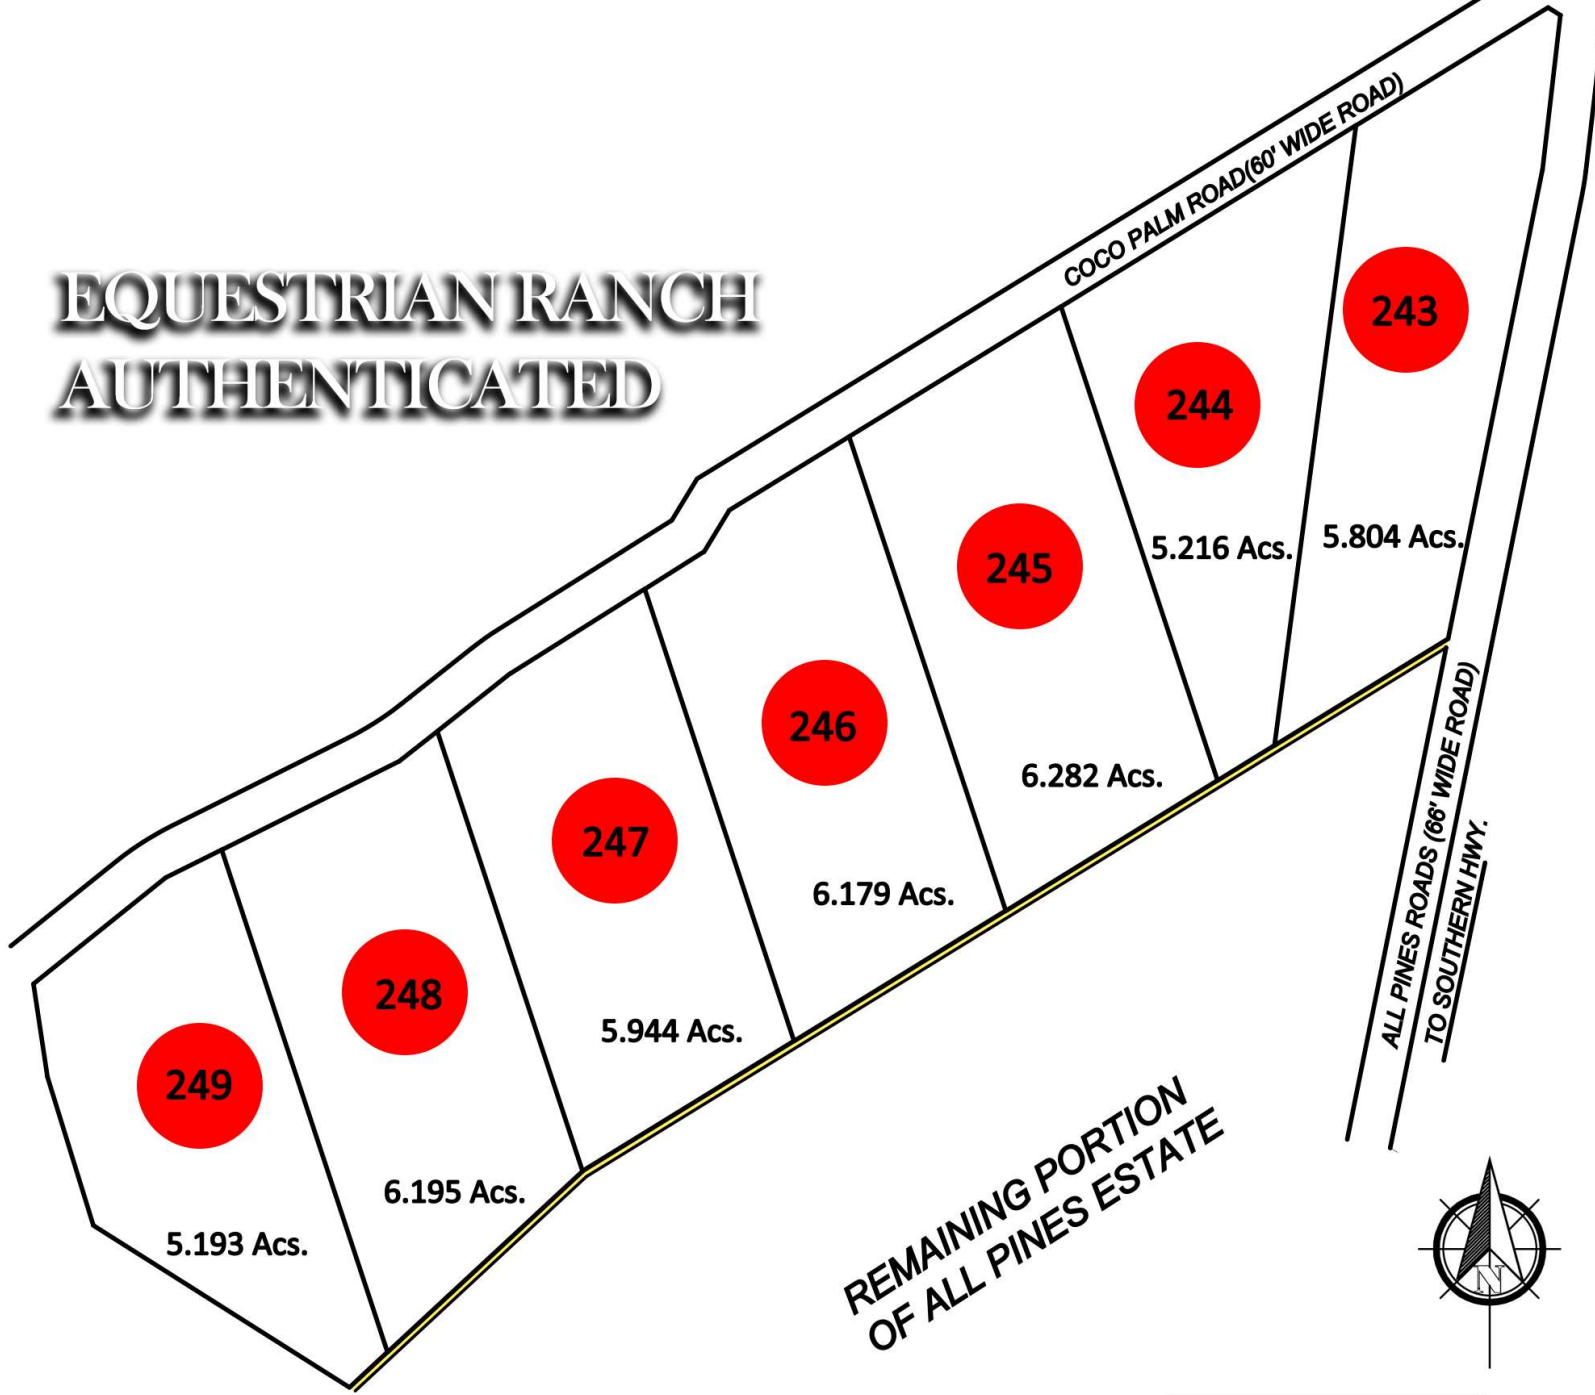 COCO PALM ROAD(60' WIDE ROAD)
EQUESTRIAN RANCH
AUTHENTICATED
243
244
5.804 Acs.
5.216 Acs.
245
246
6.282 Acs.
247
6.179 Acs.
248
5.944 Acs.
249
6.195 Acs.
5.193 Acs.
ALL PINES ROADS (66' WIDE ROAD)
TO SOUTHERN HWY.
REMAINING PORTION
OF ALL PINES ESTATE
N